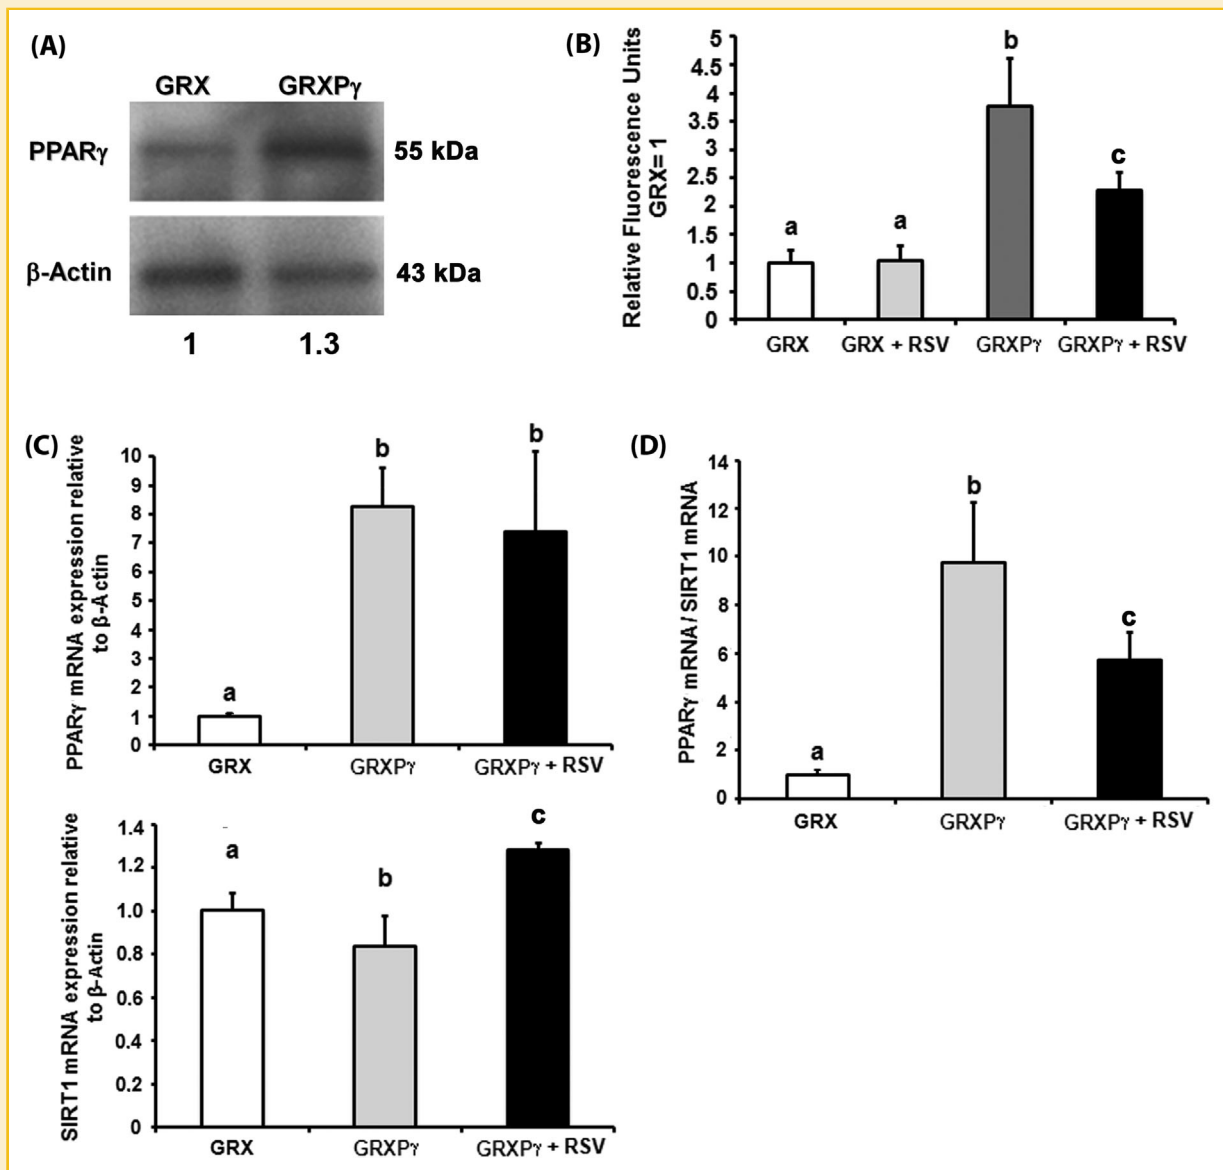 (A)
GRX GRXPγ
PPARγ 55 kDa
β-Actin 43 kDa
1 1.3
(B)
Relative Fluorescence Units
GRX= 1
5
4.5
4
3.5
3
2.5
2
1.5
1
0.5
0
a
a
b
c
GRX GRX + RSV GRXPγ GRXPγ + RSV
(C)
PPARγ mRNA expression relative
to β-Actin
10
9
8
7
6
5
4
3
2
1
0
a
b
b
GRX GRXPγ GRXPγ + RSV
SIRT1 mRNA expression relative
to β-Actin
1.4
1.2
1.0
0.8
0.6
0.4
0.2
0
a
b
c
GRX GRXPγ GRXPγ + RSV
(D)
PPARγ mRNA / SIRT1 mRNA
14
12
10
8
6
4
2
0
a
b
c
GRX GRXPγ GRXPγ + RSV